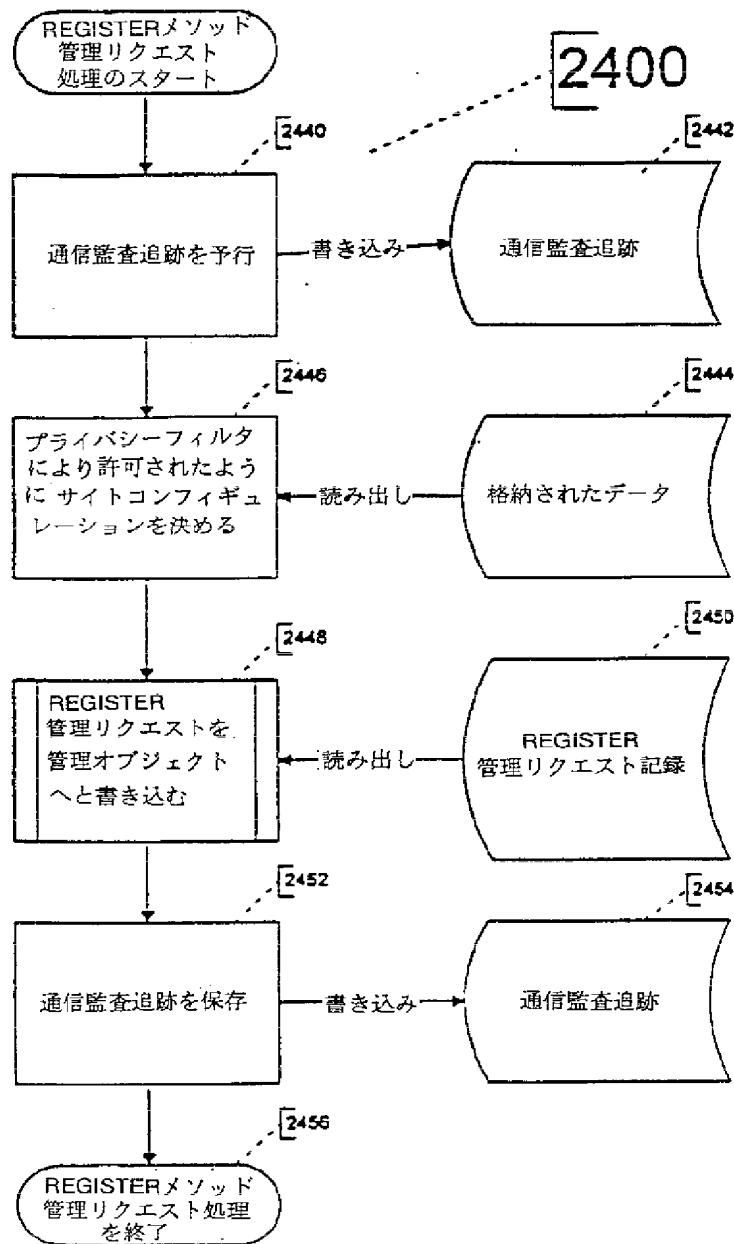 REGISTERメソッド
管理リクエスト
処理のスタート
2400
2440
2442
通信監査追跡を予行
書き込み
通信監査追跡
2446
2444
プライバシーフィルタ
により許可されたよう
に サイトコンフィギュ
レーションを決める
読み出し
格納されたデータ
2448
2450
REGISTER
管理リクエストを
管理オブジェクト
へと書き込む
読み出し
REGISTER
管理リクエスト記録
2452
2454
通信監査追跡を保存
書き込み
通信監査追跡
2456
REGISTERメソッド
管理リクエスト処理
を終了